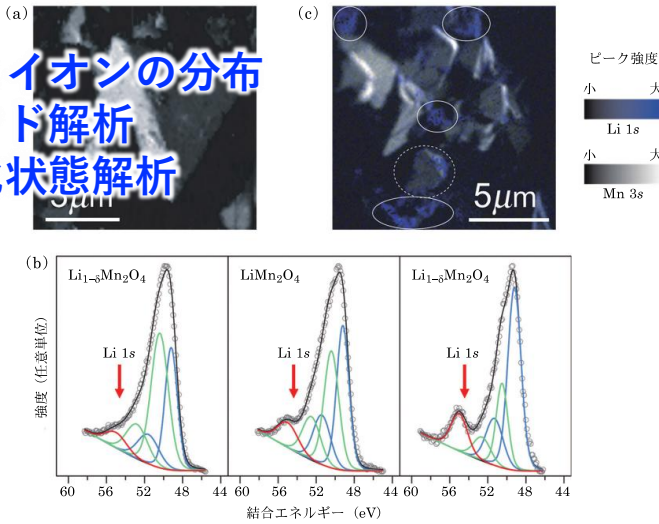 (a)
イオンの分布
ド解析
状態解析
5μm
(c)
5μm
ピーク強度
小 大
Li 1s
小 大
Mn 3s
(b)
強度（任意単位）
Li₁₋δMn₂O₄
Li 1s
LiMn₂O₄
Li 1s
Li₁₋δMn₂O₄
Li 1s
60 56 52 48 44 60 56 52 48 44 60 56 52 48 44
結合エネルギー（eV）